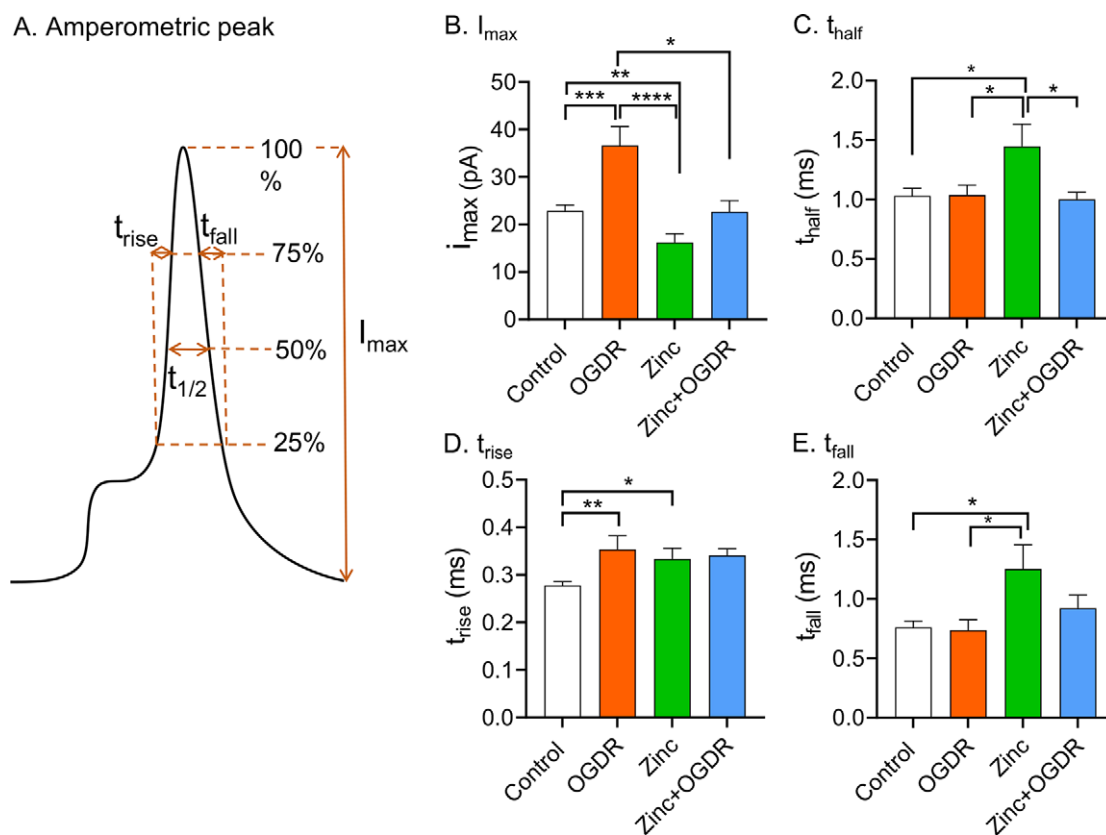 A. Amperometric peak
100
%
t_rise
t_fall
75%
50%
I_max
t_1/2
25%
B. I_max
*
**
***
****
50
40
30
20
10
0
i_max (pA)
Control
OGDR
Zinc
Zinc+OGDR
C. t_half
*
*
*
2.0
1.5
1.0
0.5
0.0
t_half (ms)
Control
OGDR
Zinc
Zinc+OGDR
D. t_rise
*
**
0.5
0.4
0.3
0.2
0.1
0.0
t_rise (ms)
Control
OGDR
Zinc
Zinc+OGDR
E. t_fall
*
*
2.0
1.5
1.0
0.5
0.0
t_fall (ms)
Control
OGDR
Zinc
Zinc+OGDR